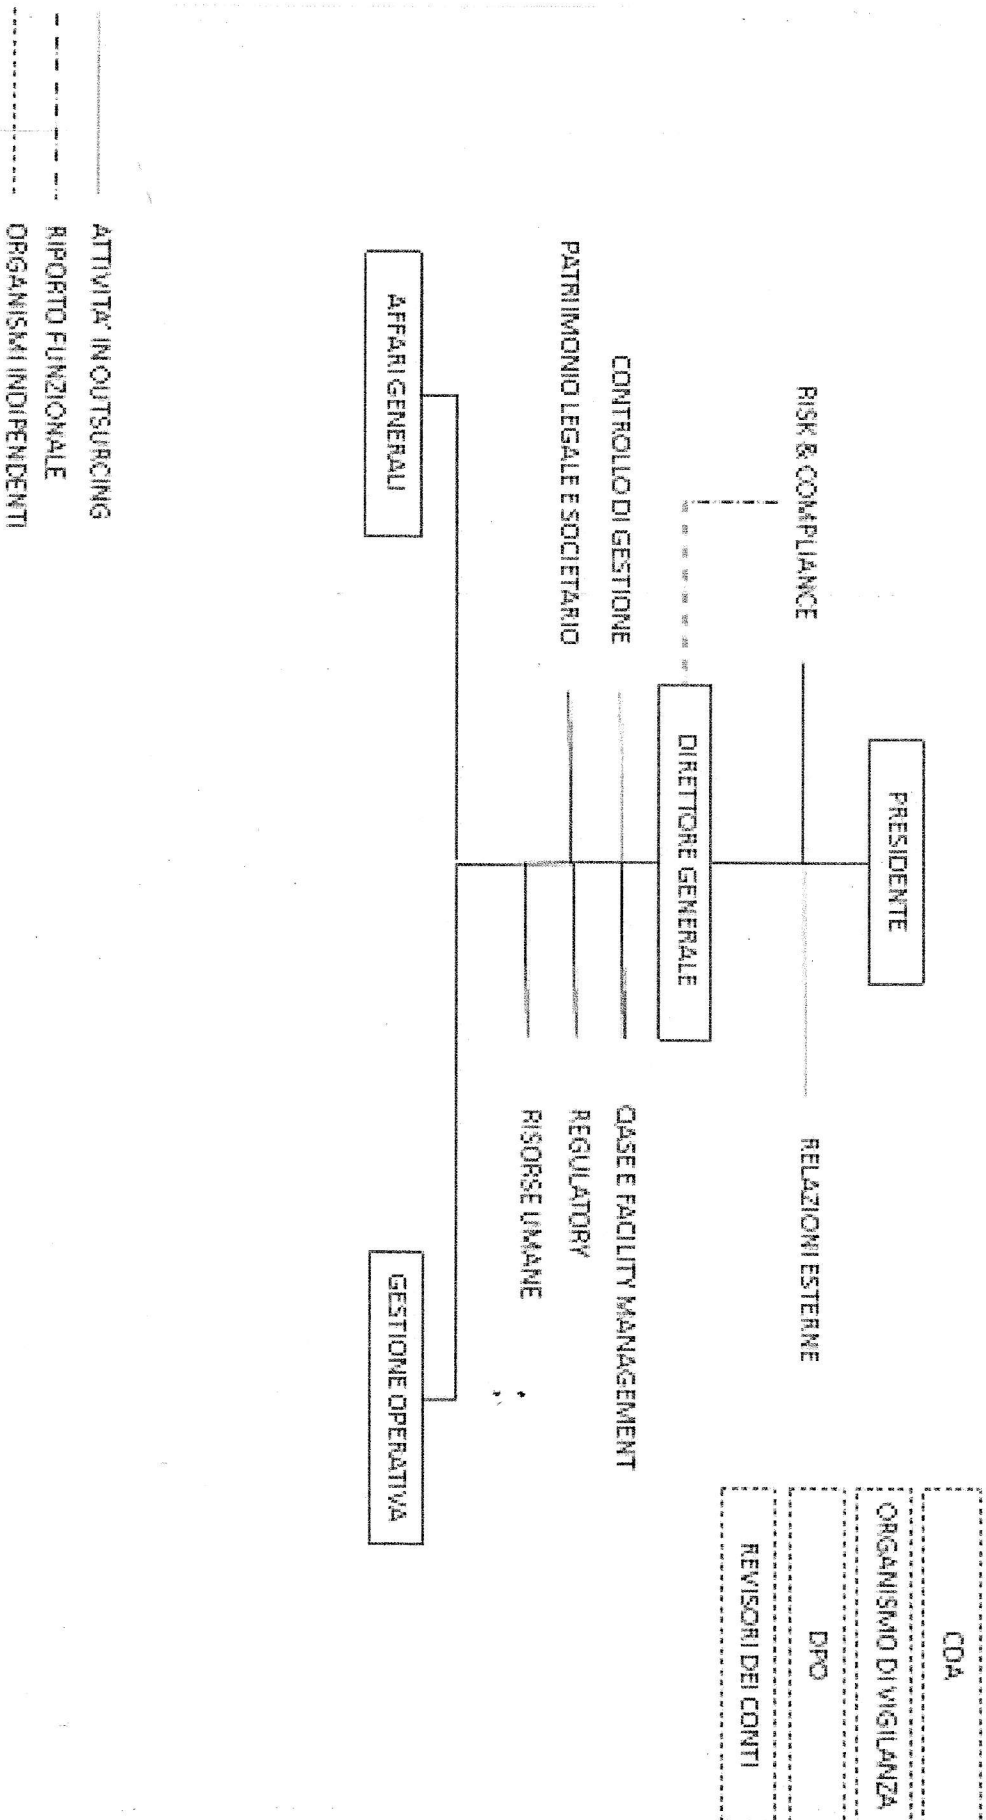 CDA
ORGANISMO DI VIGILANZA
DPO
REVISORI DEI CONTI
PRESIDENTE
RISK & COMPLIANCE
RELAZIONI ESTERNE
DIRETTORE GENERALE
CONTROLLO DI GESTIONE
QASE E FACILITY MANAGEMENT
PATRIMONIO LEGALE E SOCIETARIO
REGULATORY
RISORSE UMANE
AFFARI GENERALI
GESTIONE OPERATIVA
ATTIVITA' IN OUTSURCING
RIPORTO FUNZIONALE
ORGANISMI INDIPENDENTI